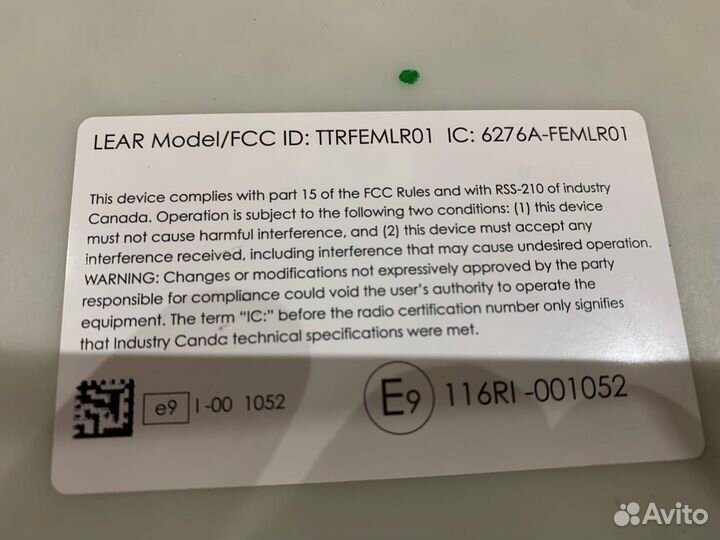 LEAR Model/FCC ID: TTRFEMLR01 IC: 6276A-FEMLR01
This device complies with part 15 of the FCC Rules and with RSS-210 of industry
Canada. Operation is subject to the following two conditions: (1) this device
must not cause harmful interference, and (2) this device must accept any
interference received, including interference that may cause undesired operation.
WARNING: Changes or modifications not expressively approved by the party
responsible for compliance could void the user's authority to operate the
equipment. The term "IC:" before the radio certification number only signifies
that Industry Canda technical specifications were met.
e9 I-00 1052
E9 116RI-001052
Avito